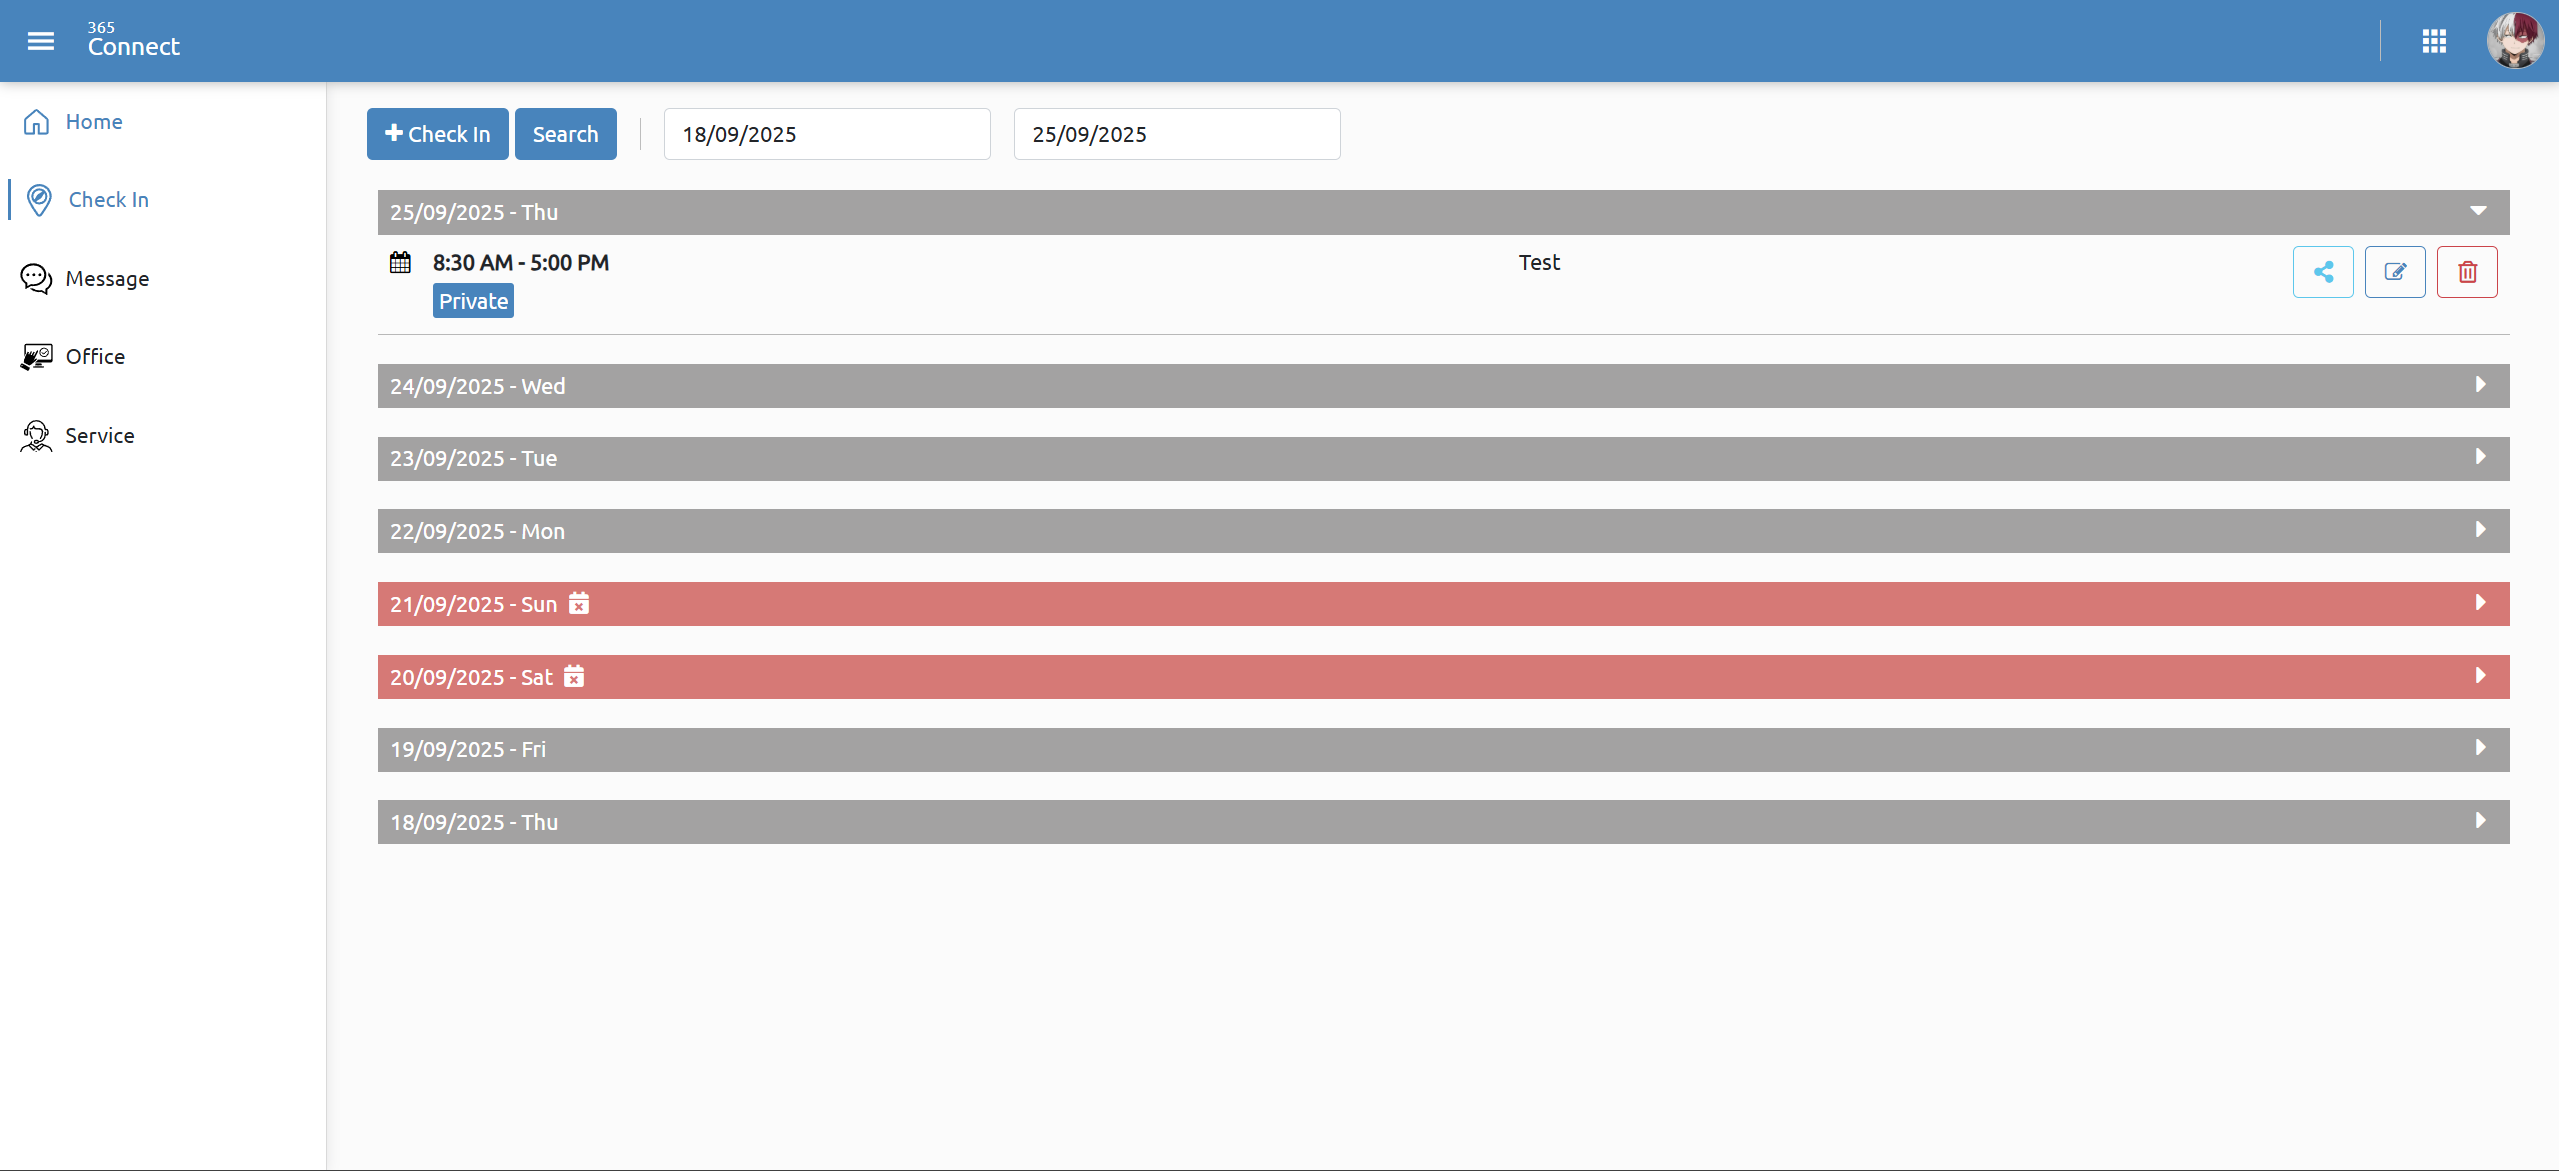 365
Connect
Home
Check In
Message
Office
Service
Check In
Search
18/09/2025
25/09/2025
25/09/2025 - Thu
8:30 AM - 5:00 PM
Test
Private
24/09/2025 - Wed
23/09/2025 - Tue
22/09/2025 - Mon
21/09/2025 - Sun
20/09/2025 - Sat
19/09/2025 - Fri
18/09/2025 - Thu